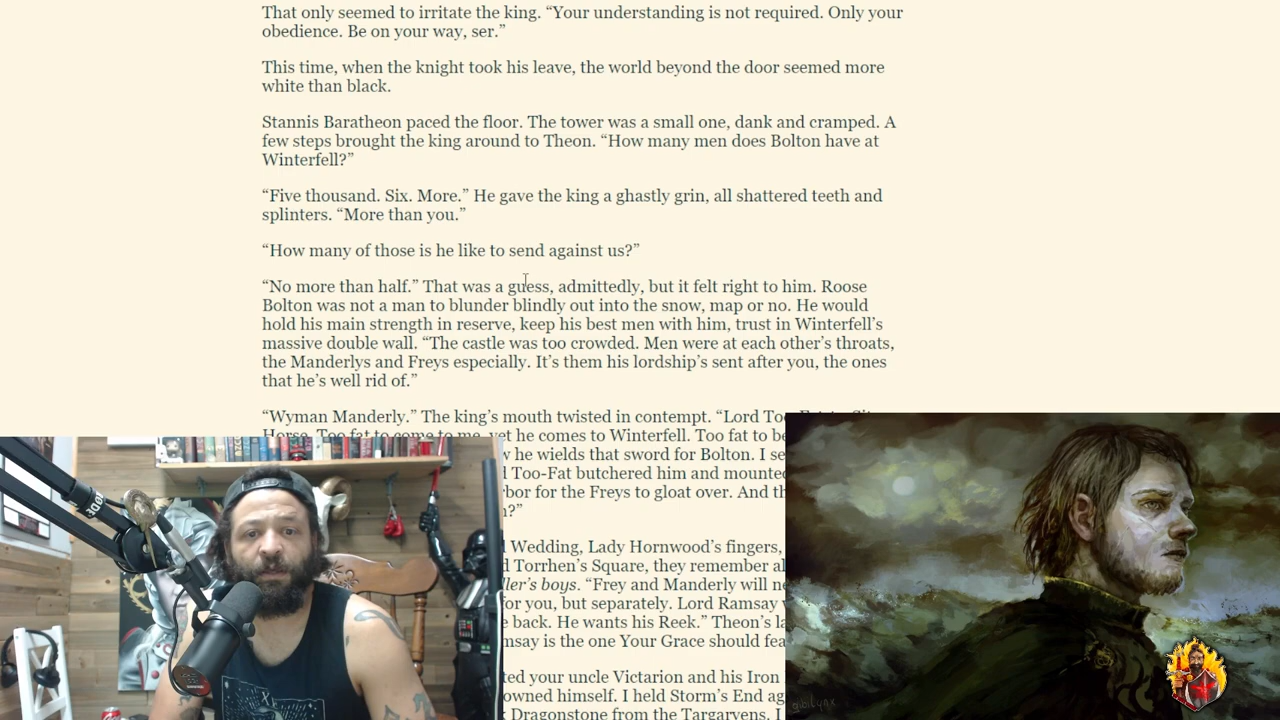 That only seemed to irritate the king. “Your understanding is not required. Only your
obedience. Be on your way, ser.”
This time, when the knight took his leave, the world beyond the door seemed more
white than black.
Stannis Baratheon paced the floor. The tower was a small one, dank and cramped. A
few steps brought the king around to Theon. “How many men does Bolton have at
Winterfell?”
“Five thousand. Six. More.” He gave the king a ghastly grin, all shattered teeth and
splinters. “More than you.”
“How many of those is he like to send against us?”
“No more than half.” That was a guess, admittedly, but it felt right to him. Roose
Bolton was not a man to blunder blindly out into the snow, map or no. He would
hold his main strength in reserve, keep his best men with him, trust in Winterfell’s
massive double wall. “The castle was too crowded. Men were at each other’s throats,
the Manderlys and Freys especially. It’s them his lordship’s sent after you, the ones
that he’s well rid of.”
“Wyman Manderly.” The king’s mouth twisted in contempt. “Lord Too
Horse. Too fat to come to me, yet he comes to Winterfell. Too fat to be
he wields that sword for Bolton. I se
Too-Fat butchered him and mounted
for the Freys to gloat over. And th
Wedding, Lady Hornwood’s fingers,
Torrhen’s Square, they remember al
boys. “Frey and Manderly will ne
for you, but separately. Lord Ramsay
back. He wants his Reek.” Theon’s la
is the one Your Grace should fea
your uncle Victarion and his Iron
himself. I held Storm’s End ag
Dragonstone from the Targaryens. I